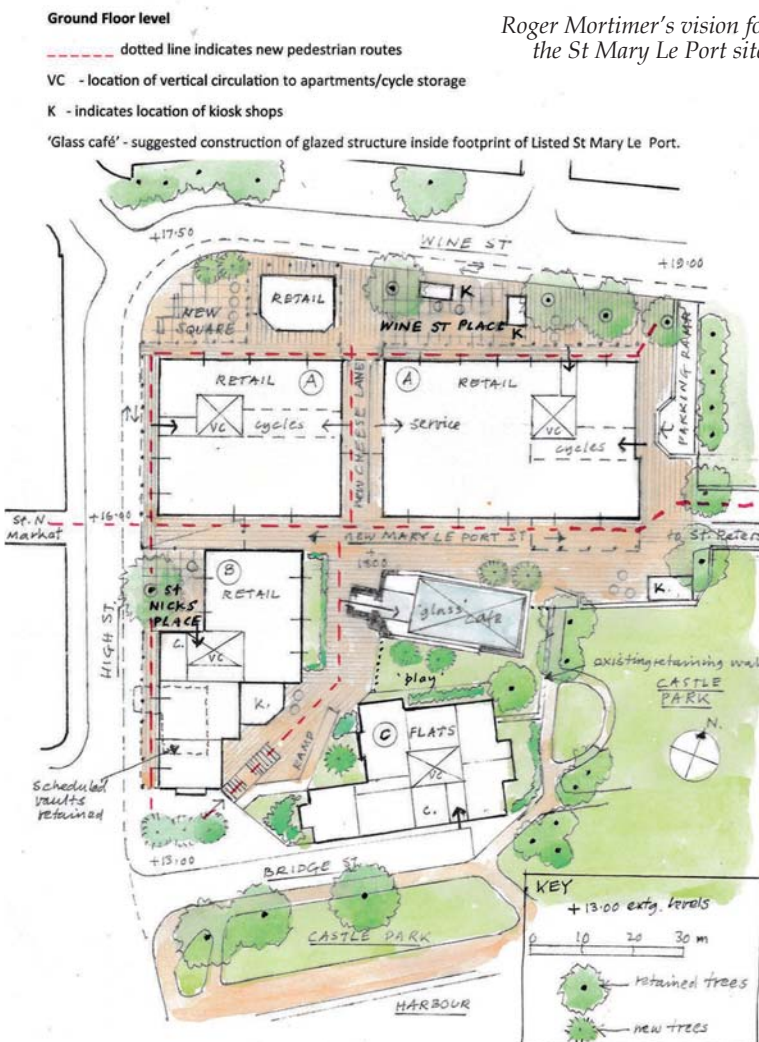 Ground Floor level
Roger Mortimer's vision fo
the St Mary Le Port site
dotted line indicates new pedestrian routes
VC - location of vertical circulation to apartments/cycle storage
K - indicates location of kiosk shops
'Glass café' - suggested construction of glazed structure inside footprint of Listed St Mary Le Port.
+17.50
WINE ST
+19.00
NEW
SQUARE
RETAIL
K
WINE ST PLACE
K
PARKING RAMP
RETAIL
A
A
RETAIL
NEW CHEESE LANE
VC
cycles
service
VC
cycles
St. N
Market
NEW MARY LE PORT ST
to St. Peters
B
RETAIL
St
NICKS
PLACE
HIGH ST.
C.
VC
K.
'glass'
cafe
K.
'play'
existing retaining wal
CASTLE
PARK
N.
RAMP
C
FLATS
VC
C.
Scheduled
vaults
retained
+13.00
BRIDGE ST.
CASTLE PARK
HARBOUR
KEY
+13.00 extg. levels
0 10 20 30 m
retained trees
new trees